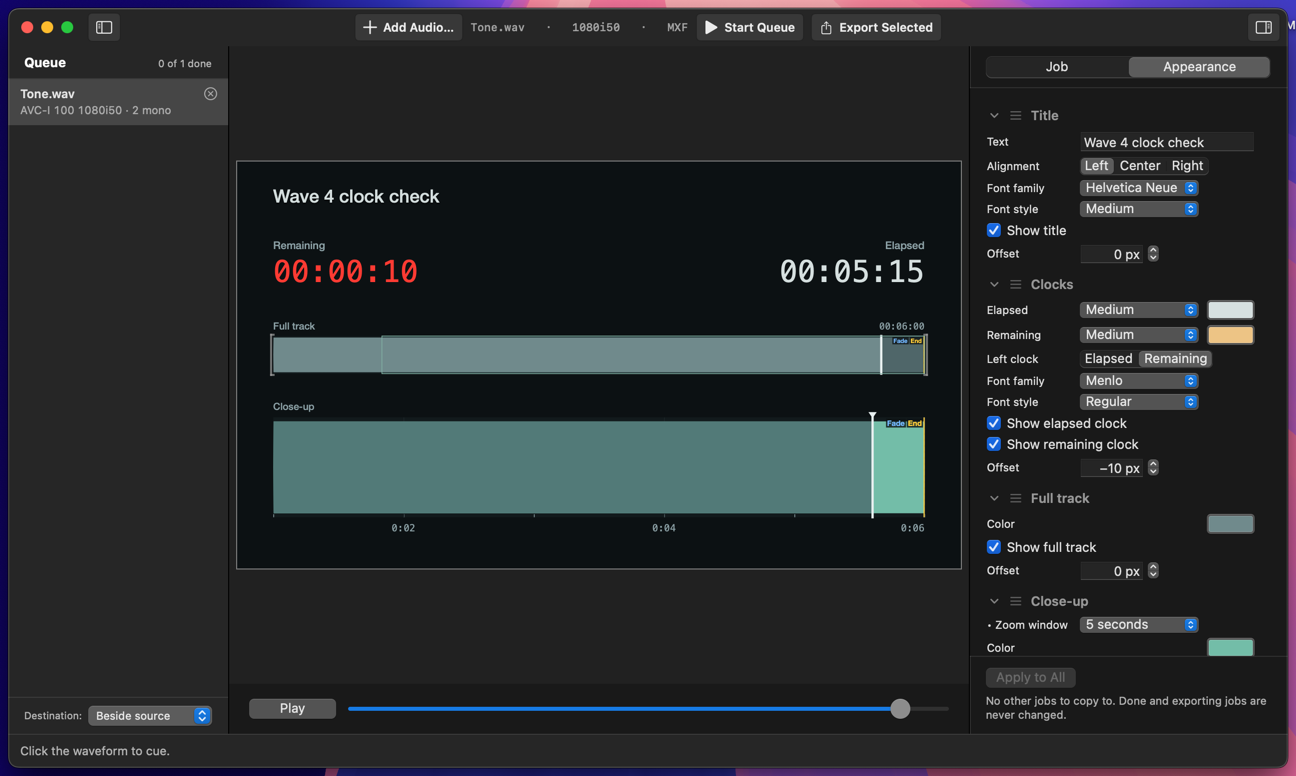 Add Audio... Tone.wav · 1080i50 · MXF Start Queue Export Selected
Queue 0 of 1 done
Tone.wav
AVC-I 100 1080i50 · 2 mono
Destination: Beside source
Click the waveform to cue.
Wave 4 clock check
Remaining Elapsed
00:00:10 00:05:15
Full track 00:06:00
Fade End
Close-up
Fade End
0:02 0:04 0:06
Play
Job Appearance
Title
Text Wave 4 clock check
Alignment Left Center Right
Font family Helvetica Neue
Font style Medium
Show title
Offset 0 px
Clocks
Elapsed Medium
Remaining Medium
Left clock Elapsed Remaining
Font family Menlo
Font style Regular
Show elapsed clock
Show remaining clock
Offset −10 px
Full track
Color
Show full track
Offset 0 px
Close-up
• Zoom window 5 seconds
Color
Apply to All
No other jobs to copy to. Done and exporting jobs are
never changed.